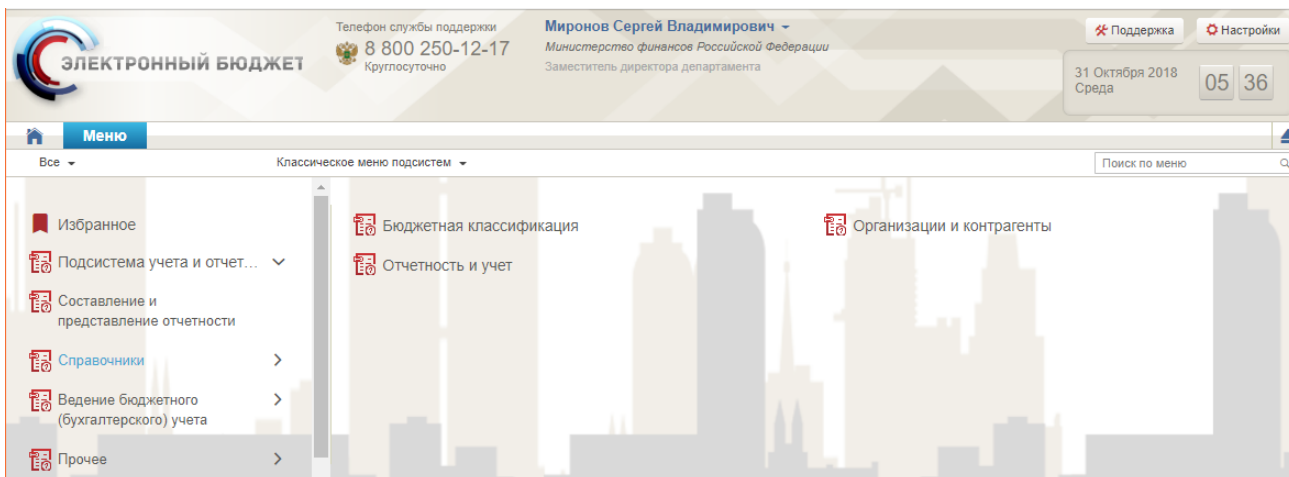 ЭЛЕКТРОННЫЙ БЮДЖЕТ
Телефон службы поддержки
8 800 250-12-17
Круглосуточно
Миронов Сергей Владимирович
Министерство финансов Российской Федерации
Заместитель директора департамента
Поддержка
Настройки
31 Октября 2018
Среда
05 36
Меню
Все
Классическое меню подсистем
Поиск по меню
Избранное
Подсистема учета и отчет...
Составление и
представление отчетности
Справочники
Ведение бюджетного
(бухгалтерского) учета
Прочее
Бюджетная классификация
Организации и контрагенты
Отчетность и учет